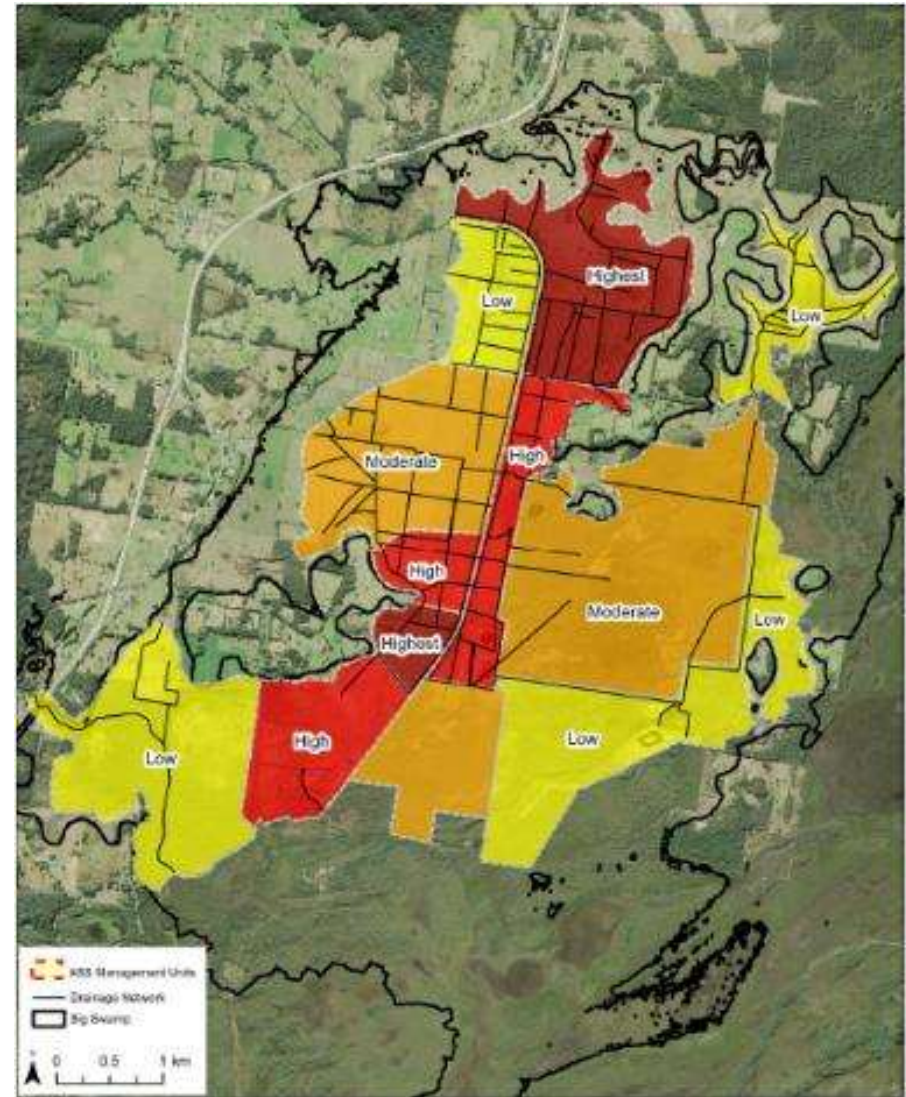 Highest
Low
Low
High
Moderate
High
Moderate
Low
Highest
High
Low
Low
ASS Management Units
Drainage Network
Big Swamp
0 0.5 1 km